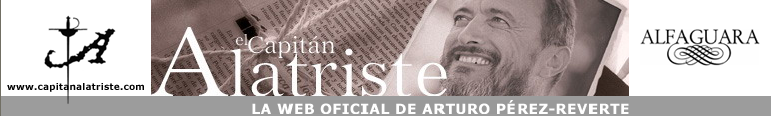 A
www.capitanalatriste.com
el Capitán
Alatriste
ALFAGUARA
LA WEB OFICIAL DE ARTURO PÉREZ-REVERTE